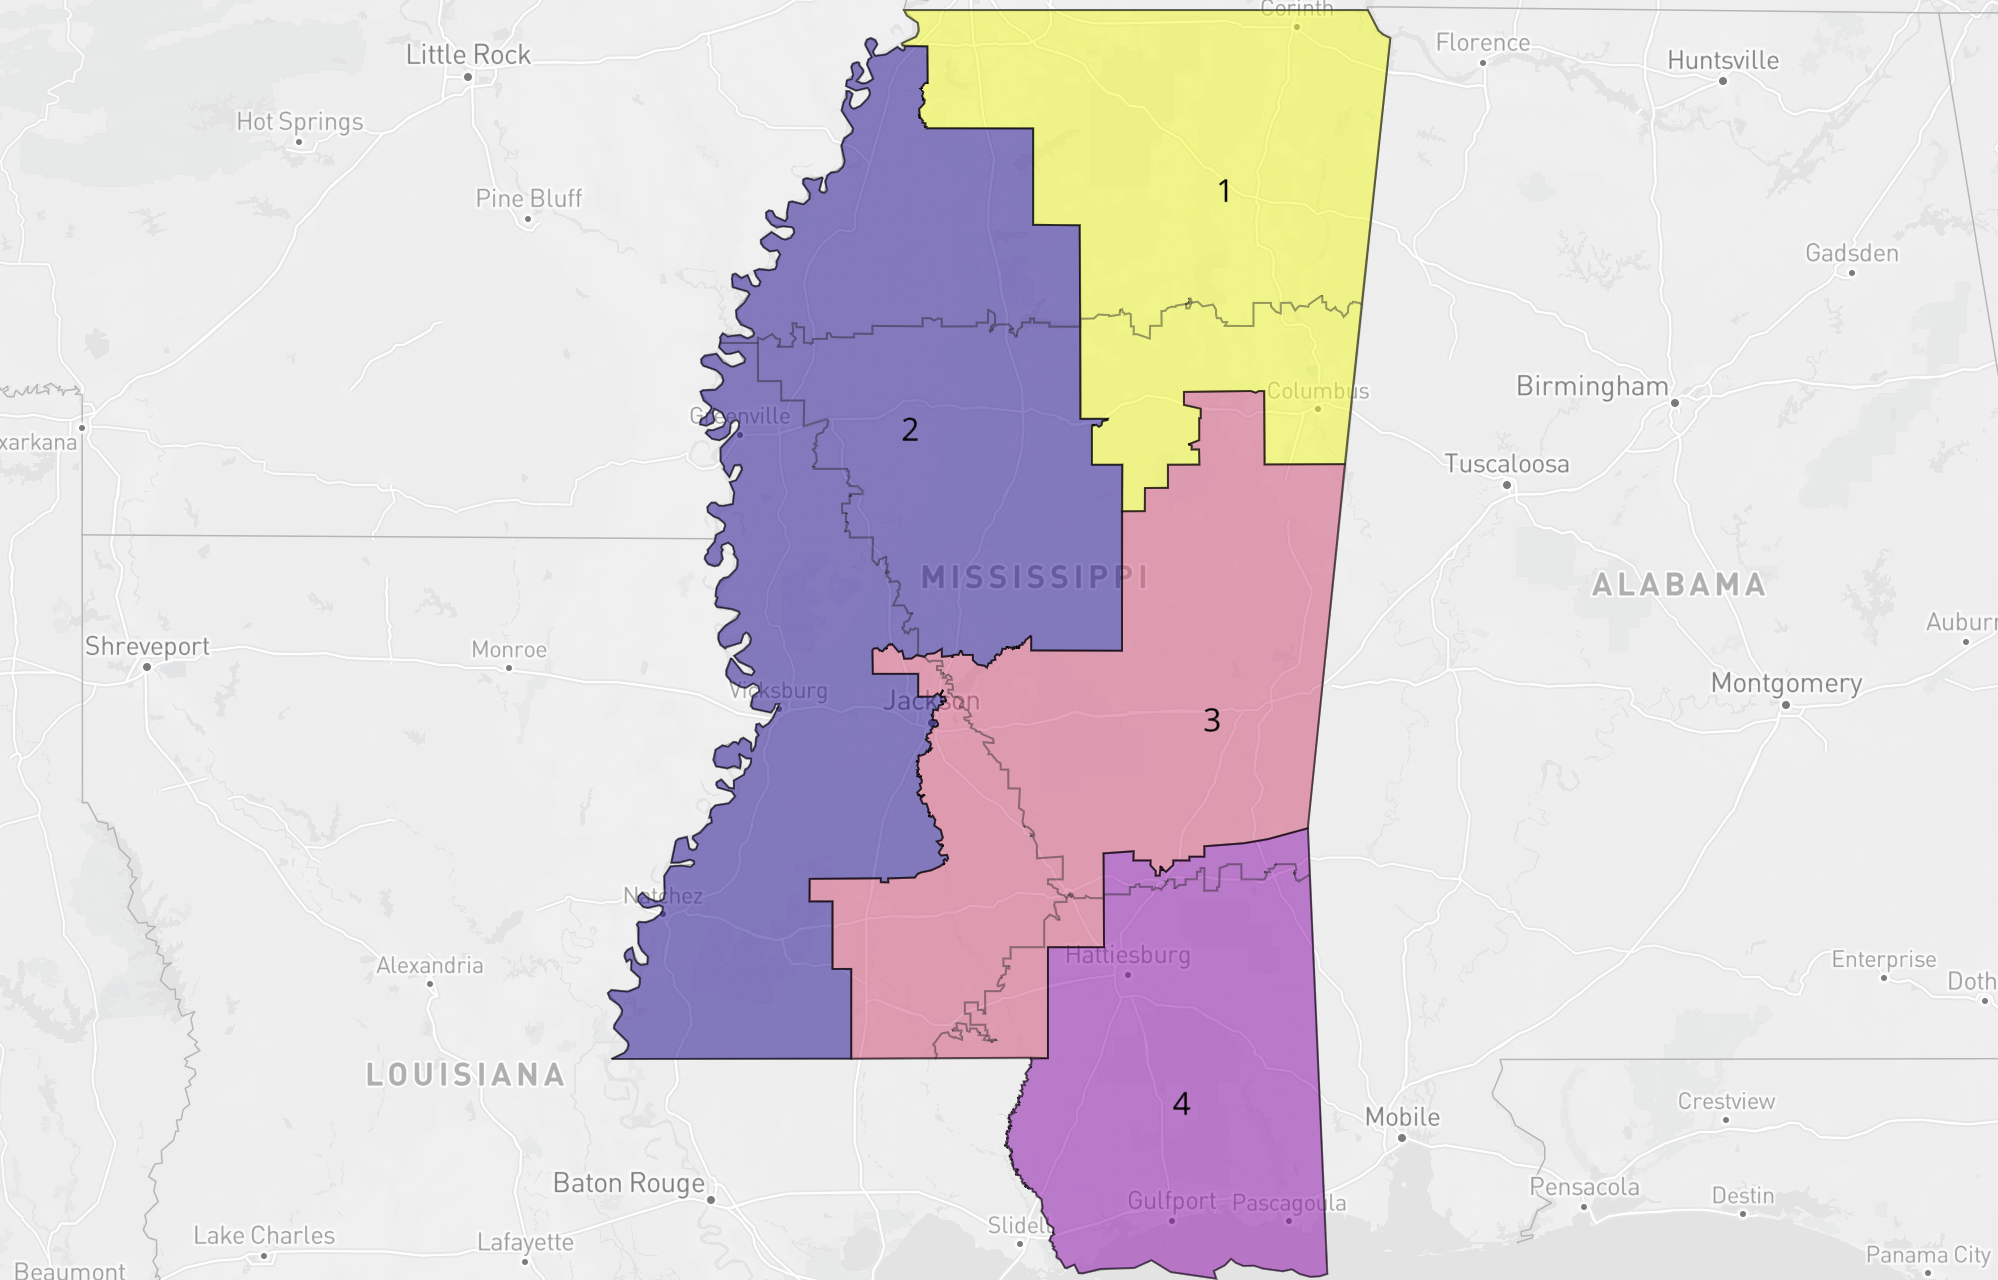 Corinth
Little Rock
Florence
Huntsville
Hot Springs
1
Pine Bluff
Gadsden
Birmingham
Columbus
Greenville
2
xarkana
Tuscaloosa
MISSISSIPPI
ALABAMA
Auburn
Shreveport
Monroe
Montgomery
Vicksburg
Jackson
3
Natchez
Hattiesburg
Alexandria
Enterprise
Doth
LOUISIANA
4
Crestview
Mobile
Baton Rouge
Pensacola
Destin
Gulfport
Pascagoula
Slidell
Lake Charles
Lafayette
Panama City
Beaumont